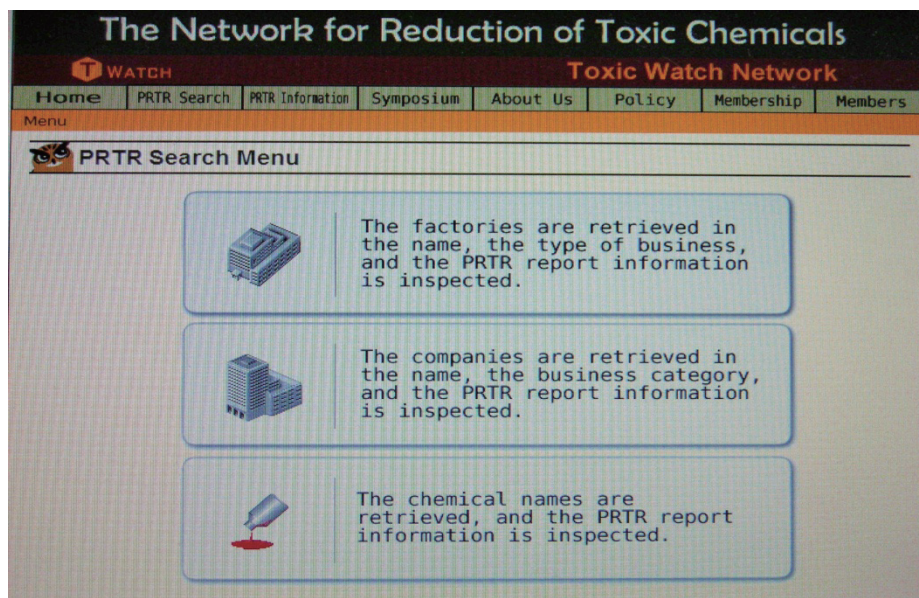 The Network for Reduction of Toxic Chemicals
T WATCH Toxic Watch Network
Home PRTR Search PRTR Information Symposium About Us Policy Membership Members
Menu
PRTR Search Menu
The factories are retrieved in
the name, the type of business,
and the PRTR report information
is inspected.
The companies are retrieved in
the name, the business category,
and the PRTR report information
is inspected.
The chemical names are
retrieved, and the PRTR report
information is inspected.